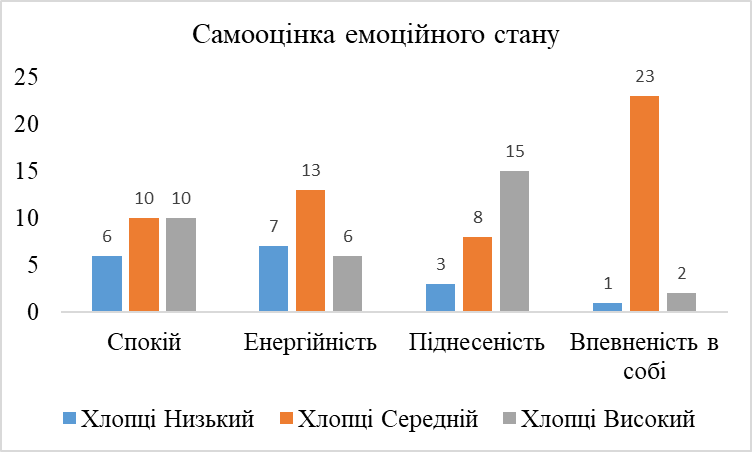 Самооцінка емоційного стану
25
20
15
10
5
0
6
10
10
7
13
6
3
8
15
1
23
2
Спокій
Енергійність
Піднесеність
Впевненість в
собі
Хлопці Низький
Хлопці Середній
Хлопці Високий